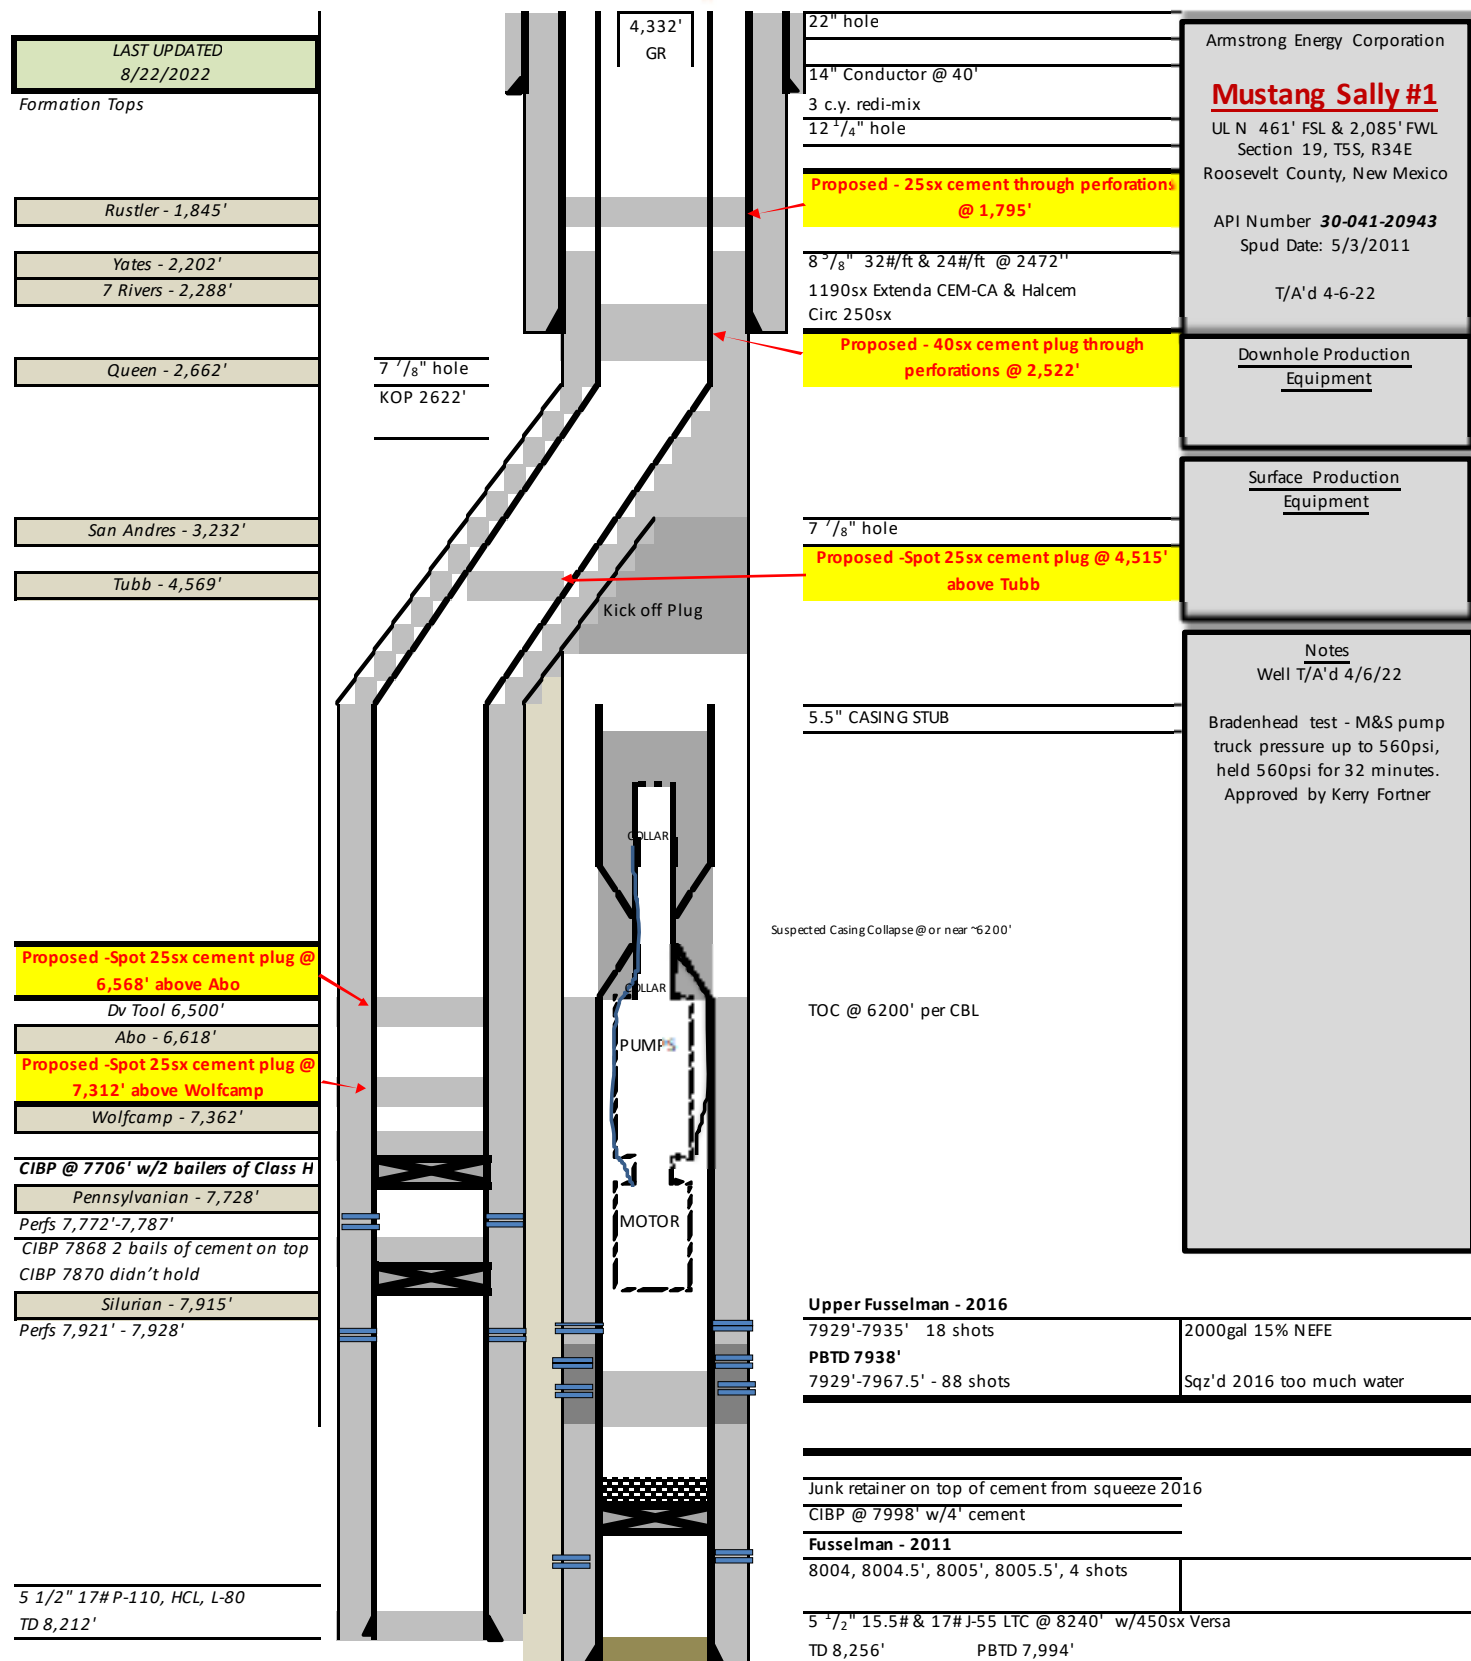 LAST UPDATED
8/22/2022
Formation Tops
Rustler - 1,845'
Yates - 2,202'
7 Rivers - 2,288'
Queen - 2,662'
San Andres - 3,232'
Tubb - 4,569'
Proposed -Spot 25sx cement plug @
6,568' above Abo
Dv Tool 6,500'
Abo - 6,618'
Proposed -Spot 25sx cement plug @
7,312' above Wolfcamp
Wolfcamp - 7,362'
CIBP @ 7706' w/2 bailers of Class H
Pennsylvanian - 7,728'
Perfs 7,772'-7,787'
CIBP 7868 2 bails of cement on top
CIBP 7870 didn't hold
Silurian - 7,915'
Perfs 7,921' - 7,928'
5 1/2" 17# P-110, HCL, L-80
TD 8,212'
7 7/8" hole
KOP 2622'
4,332'
GR
Kick off Plug
COLLAR
COLLAR
PUMPS
MOTOR
22" hole
14" Conductor @ 40'
3 c.y. redi-mix
12 1/4" hole
Proposed - 25sx cement through perforations
@ 1,795'
8 5/8" 32#/ft & 24#/ft @ 2472''
1190sx Extenda CEM-CA & Halcem
Circ 250sx
Proposed - 40sx cement plug through
perforations @ 2,522'
7 7/8" hole
Proposed -Spot 25sx cement plug @ 4,515'
above Tubb
5.5" CASING STUB
Suspected Casing Collapse @ or near ~6200'
TOC @ 6200' per CBL
Upper Fusselman - 2016
7929'-7935' 18 shots
2000gal 15% NEFE
PBTD 7938'
7929'-7967.5' - 88 shots
Sqz'd 2016 too much water
Junk retainer on top of cement from squeeze 2016
CIBP @ 7998' w/4' cement
Fusselman - 2011
8004, 8004.5', 8005', 8005.5', 4 shots
5 1/2" 15.5# & 17# J-55 LTC @ 8240' w/450sx Versa
TD 8,256' PBTD 7,994'
Armstrong Energy Corporation
Mustang Sally #1
UL N 461' FSL & 2,085' FWL
Section 19, T5S, R34E
Roosevelt County, New Mexico
API Number 30-041-20943
Spud Date: 5/3/2011
T/A'd 4-6-22
Downhole Production
Equipment
Surface Production
Equipment
Notes
Well T/A'd 4/6/22
Bradenhead test - M&S pump
truck pressure up to 560psi,
held 560psi for 32 minutes.
Approved by Kerry Fortner